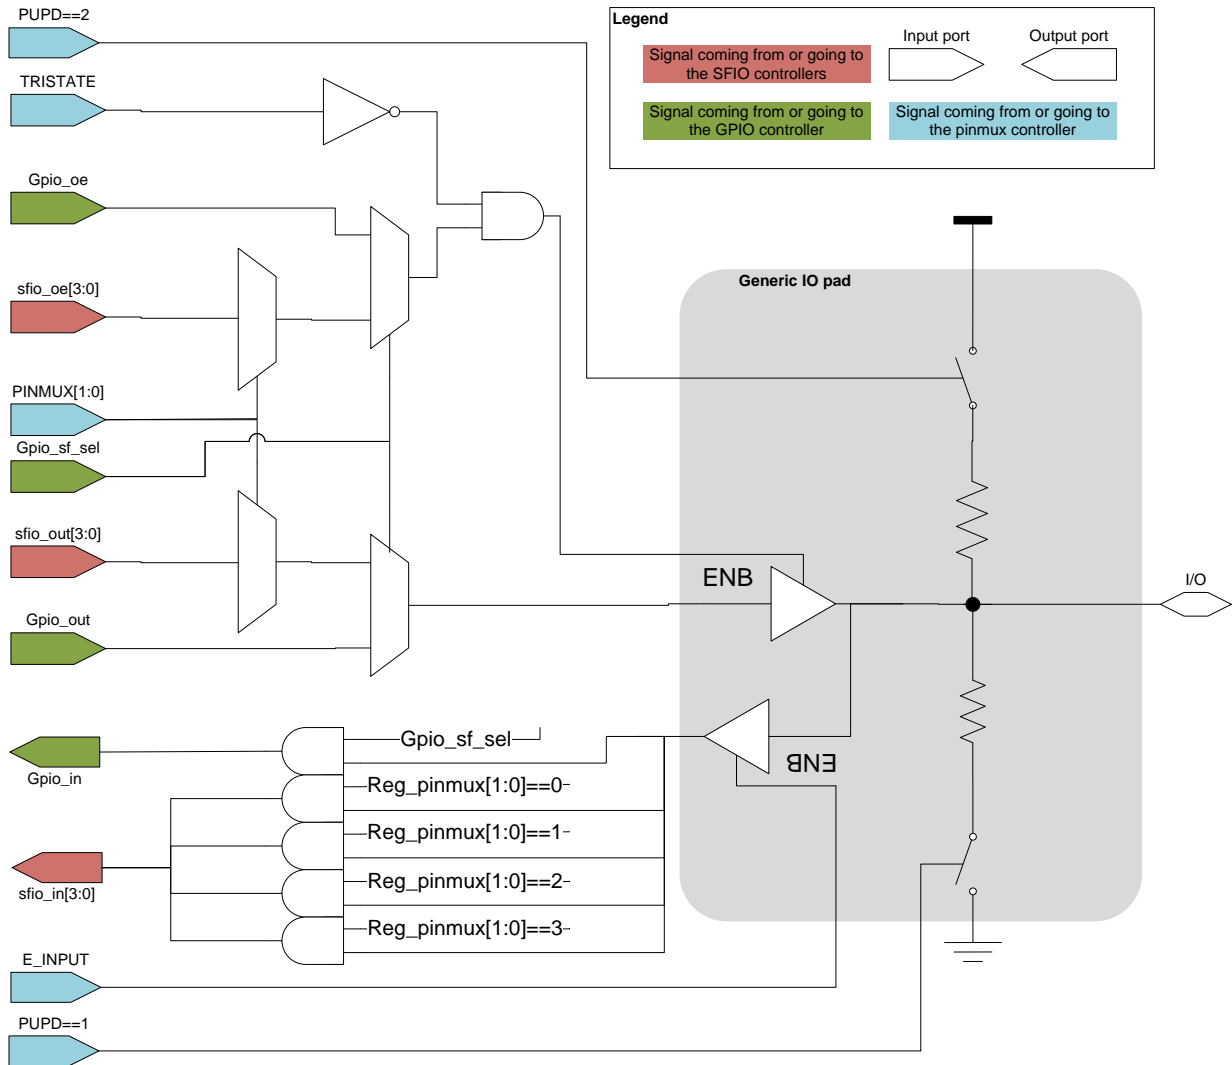 PUPD==2
Legend
Input port
Output port
Signal coming from or going to
the SFIO controllers
TRISTATE
Signal coming from or going to
the GPIO controller
Signal coming from or going to
the pinmux controller
Gpio_oe
Generic IO pad
sfio_oe[3:0]
PINMUX[1:0]
Gpio_sf_sel
sfio_out[3:0]
ENB
I/O
Gpio_out
Gpio_sf_sel
ENB
Gpio_in
Reg_pinmux[1:0]==0
Reg_pinmux[1:0]==1
Reg_pinmux[1:0]==2
sfio_in[3:0]
Reg_pinmux[1:0]==3
E_INPUT
PUPD==1